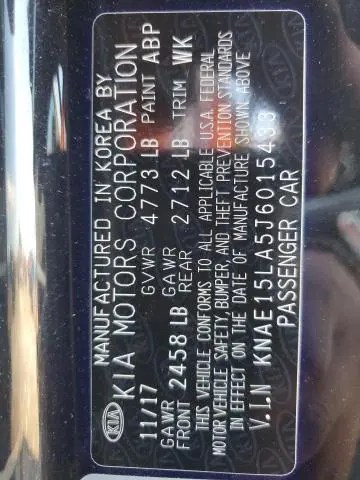 MANUFACTURED IN KOREA BY
KIA KIA MOTORS CORPORATION
11/17 GVWR 4773 LB PAINT ABP
GAWR FRONT 2458 LB GAWR REAR 2712 LB TRIM WK
THIS VEHICLE CONFORMS TO ALL APPLICABLE U.S.A. FEDERAL
MOTOR VEHICLE SAFETY, BUMPER, AND THEFT PREVENTION STANDARDS
IN EFFECT ON THE DATE OF MANUFACTURE SHOWN ABOVE
V.I.N KNAE15LA5J6015433
PASSENGER CAR